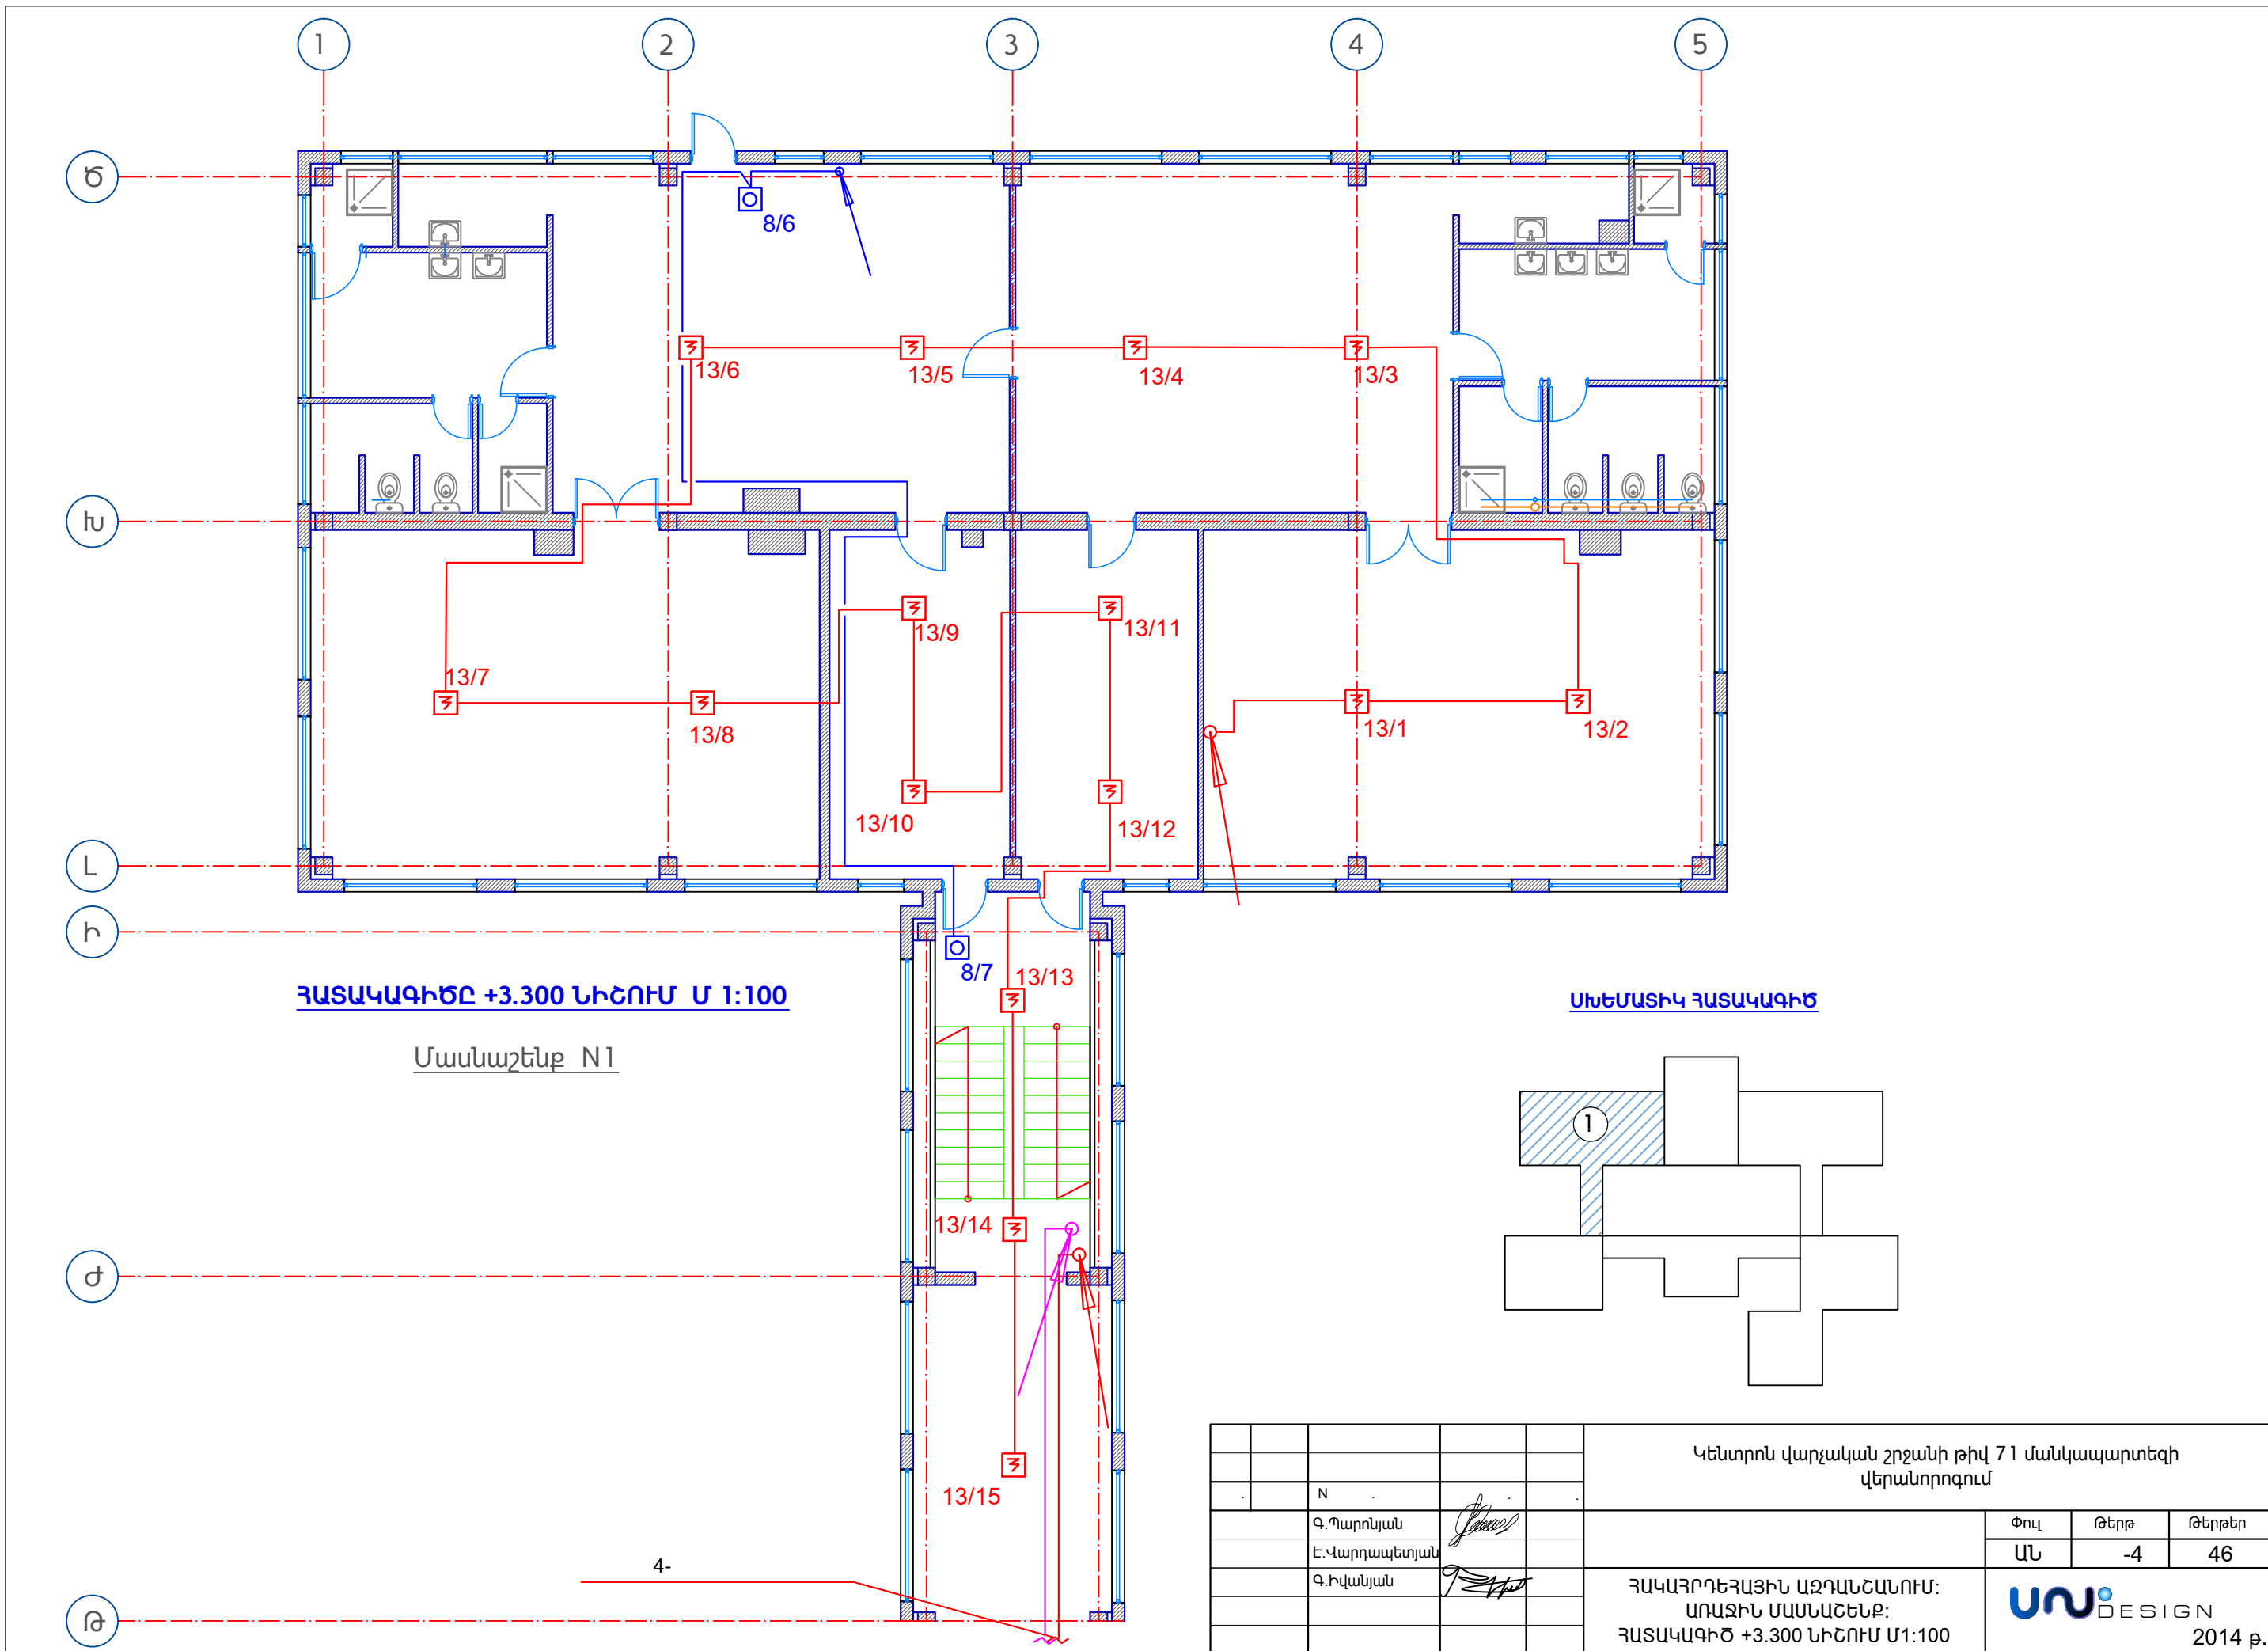 1 2 3 4 5
Ծ
8/6
13/6 13/5 13/4 13/3
Խ
13/9 13/11
13/7
13/8 13/1 13/2
13/10 13/12
Լ
Ի
8/7 13/13
ՀԱՏԱԿԱԳԻԾԸ +3.300 ՆԻՇՈՒՄ Մ 1:100
ՍԽԵՄԱՏԻԿ ՀԱՏԱԿԱԳԻԾ
Մասնաշենք N1
1
13/14
Ժ
13/15
4-
Թ
Կենտրոն վարչական շրջանի թիվ 71 մանկապարտեզի
վերանորոգում
. N . . .
Գ.Պարոնյան
Է.Վարդապետյան
Գ.Իվանյան
Փուլ Թերթ Թերթեր
ԱՆ -4 46
ՀԱԿԱՀՐԴԵՀԱՅԻՆ ԱԶԴԱՆՇԱՆՈՒՄ:
ԱՌԱՋԻՆ ՄԱՍՆԱՇԵՆՔ:
ՀԱՏԱԿԱԳԻԾ +3.300 ՆԻՇՈՒՄ Մ1:100
UNI DESIGN
2014 թ.